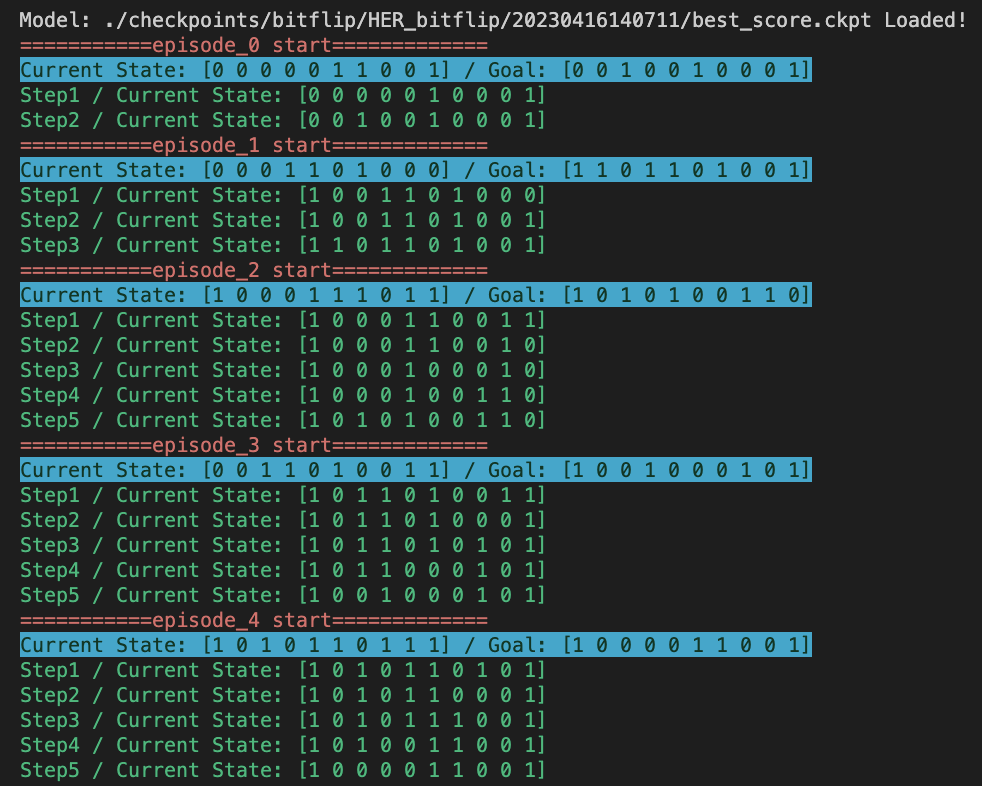 Model: ./checkpoints/bitflip/HER_bitflip/20230416140711/best_score.ckpt Loaded!
===========episode_0 start=============
Current State: [0 0 0 0 0 1 1 0 0 1] / Goal: [0 0 1 0 0 1 0 0 0 1]
Step1 / Current State: [0 0 0 0 0 1 0 0 0 1]
Step2 / Current State: [0 0 1 0 0 1 0 0 0 1]
===========episode_1 start=============
Current State: [0 0 0 1 1 0 1 0 0 0] / Goal: [1 1 0 1 1 0 1 0 0 1]
Step1 / Current State: [1 0 0 1 1 0 1 0 0 0]
Step2 / Current State: [1 0 0 1 1 0 1 0 0 1]
Step3 / Current State: [1 1 0 1 1 0 1 0 0 1]
===========episode_2 start=============
Current State: [1 0 0 0 1 1 1 0 1 1] / Goal: [1 0 1 0 1 0 0 1 1 0]
Step1 / Current State: [1 0 0 0 1 1 0 0 1 1]
Step2 / Current State: [1 0 0 0 1 1 0 0 1 0]
Step3 / Current State: [1 0 0 0 1 0 0 0 1 0]
Step4 / Current State: [1 0 0 0 1 0 0 1 1 0]
Step5 / Current State: [1 0 1 0 1 0 0 1 1 0]
===========episode_3 start=============
Current State: [0 0 1 1 0 1 0 0 1 1] / Goal: [1 0 0 1 0 0 0 1 0 1]
Step1 / Current State: [1 0 1 1 0 1 0 0 1 1]
Step2 / Current State: [1 0 1 1 0 1 0 0 0 1]
Step3 / Current State: [1 0 1 1 0 1 0 1 0 1]
Step4 / Current State: [1 0 1 1 0 0 0 1 0 1]
Step5 / Current State: [1 0 0 1 0 0 0 1 0 1]
===========episode_4 start=============
Current State: [1 0 1 0 1 1 0 1 1 1] / Goal: [1 0 0 0 0 1 1 0 0 1]
Step1 / Current State: [1 0 1 0 1 1 0 1 0 1]
Step2 / Current State: [1 0 1 0 1 1 0 0 0 1]
Step3 / Current State: [1 0 1 0 1 1 1 0 0 1]
Step4 / Current State: [1 0 1 0 0 1 1 0 0 1]
Step5 / Current State: [1 0 0 0 0 1 1 0 0 1]